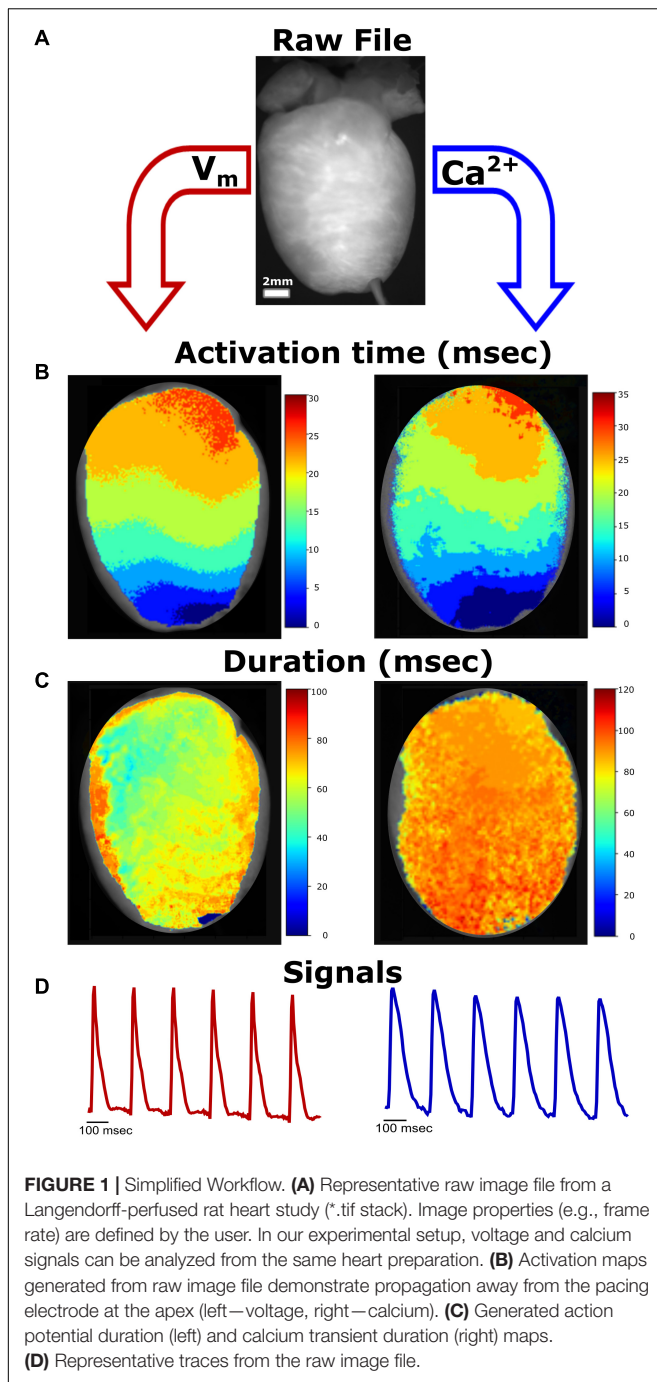 A
Raw File
Vm
Ca2+
2mm
Activation time (msec)
B
30
25
20
15
10
5
0
35
30
25
20
15
10
5
0
Duration (msec)
C
100
80
60
40
20
0
120
100
80
60
40
20
0
Signals
D
100 msec
100 msec
FIGURE 1 | Simplified Workflow. (A) Representative raw image file from a
Langendorff-perfused rat heart study (*.tif stack). Image properties (e.g., frame
rate) are defined by the user. In our experimental setup, voltage and calcium
signals can be analyzed from the same heart preparation. (B) Activation maps
generated from raw image file demonstrate propagation away from the pacing
electrode at the apex (left—voltage, right—calcium). (C) Generated action
potential duration (left) and calcium transient duration (right) maps.
(D) Representative traces from the raw image file.